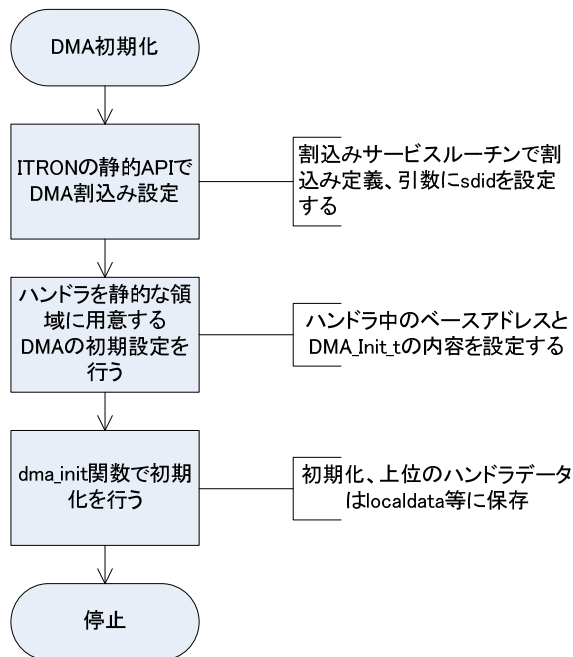 DMA初期化
ITRONの静的APIで
DMA割込み設定
割込みサービスルーチンで割
込み定義、引数にsdidを設定
する
ハンドラを静的な領
域に用意する
DMAの初期設定を
行う
ハンドラ中のベースアドレスと
DMA_Init_tの内容を設定する
dma_init関数で初期
化を行う
初期化、上位のハンドラデータ
はlocaldata等に保存
停止